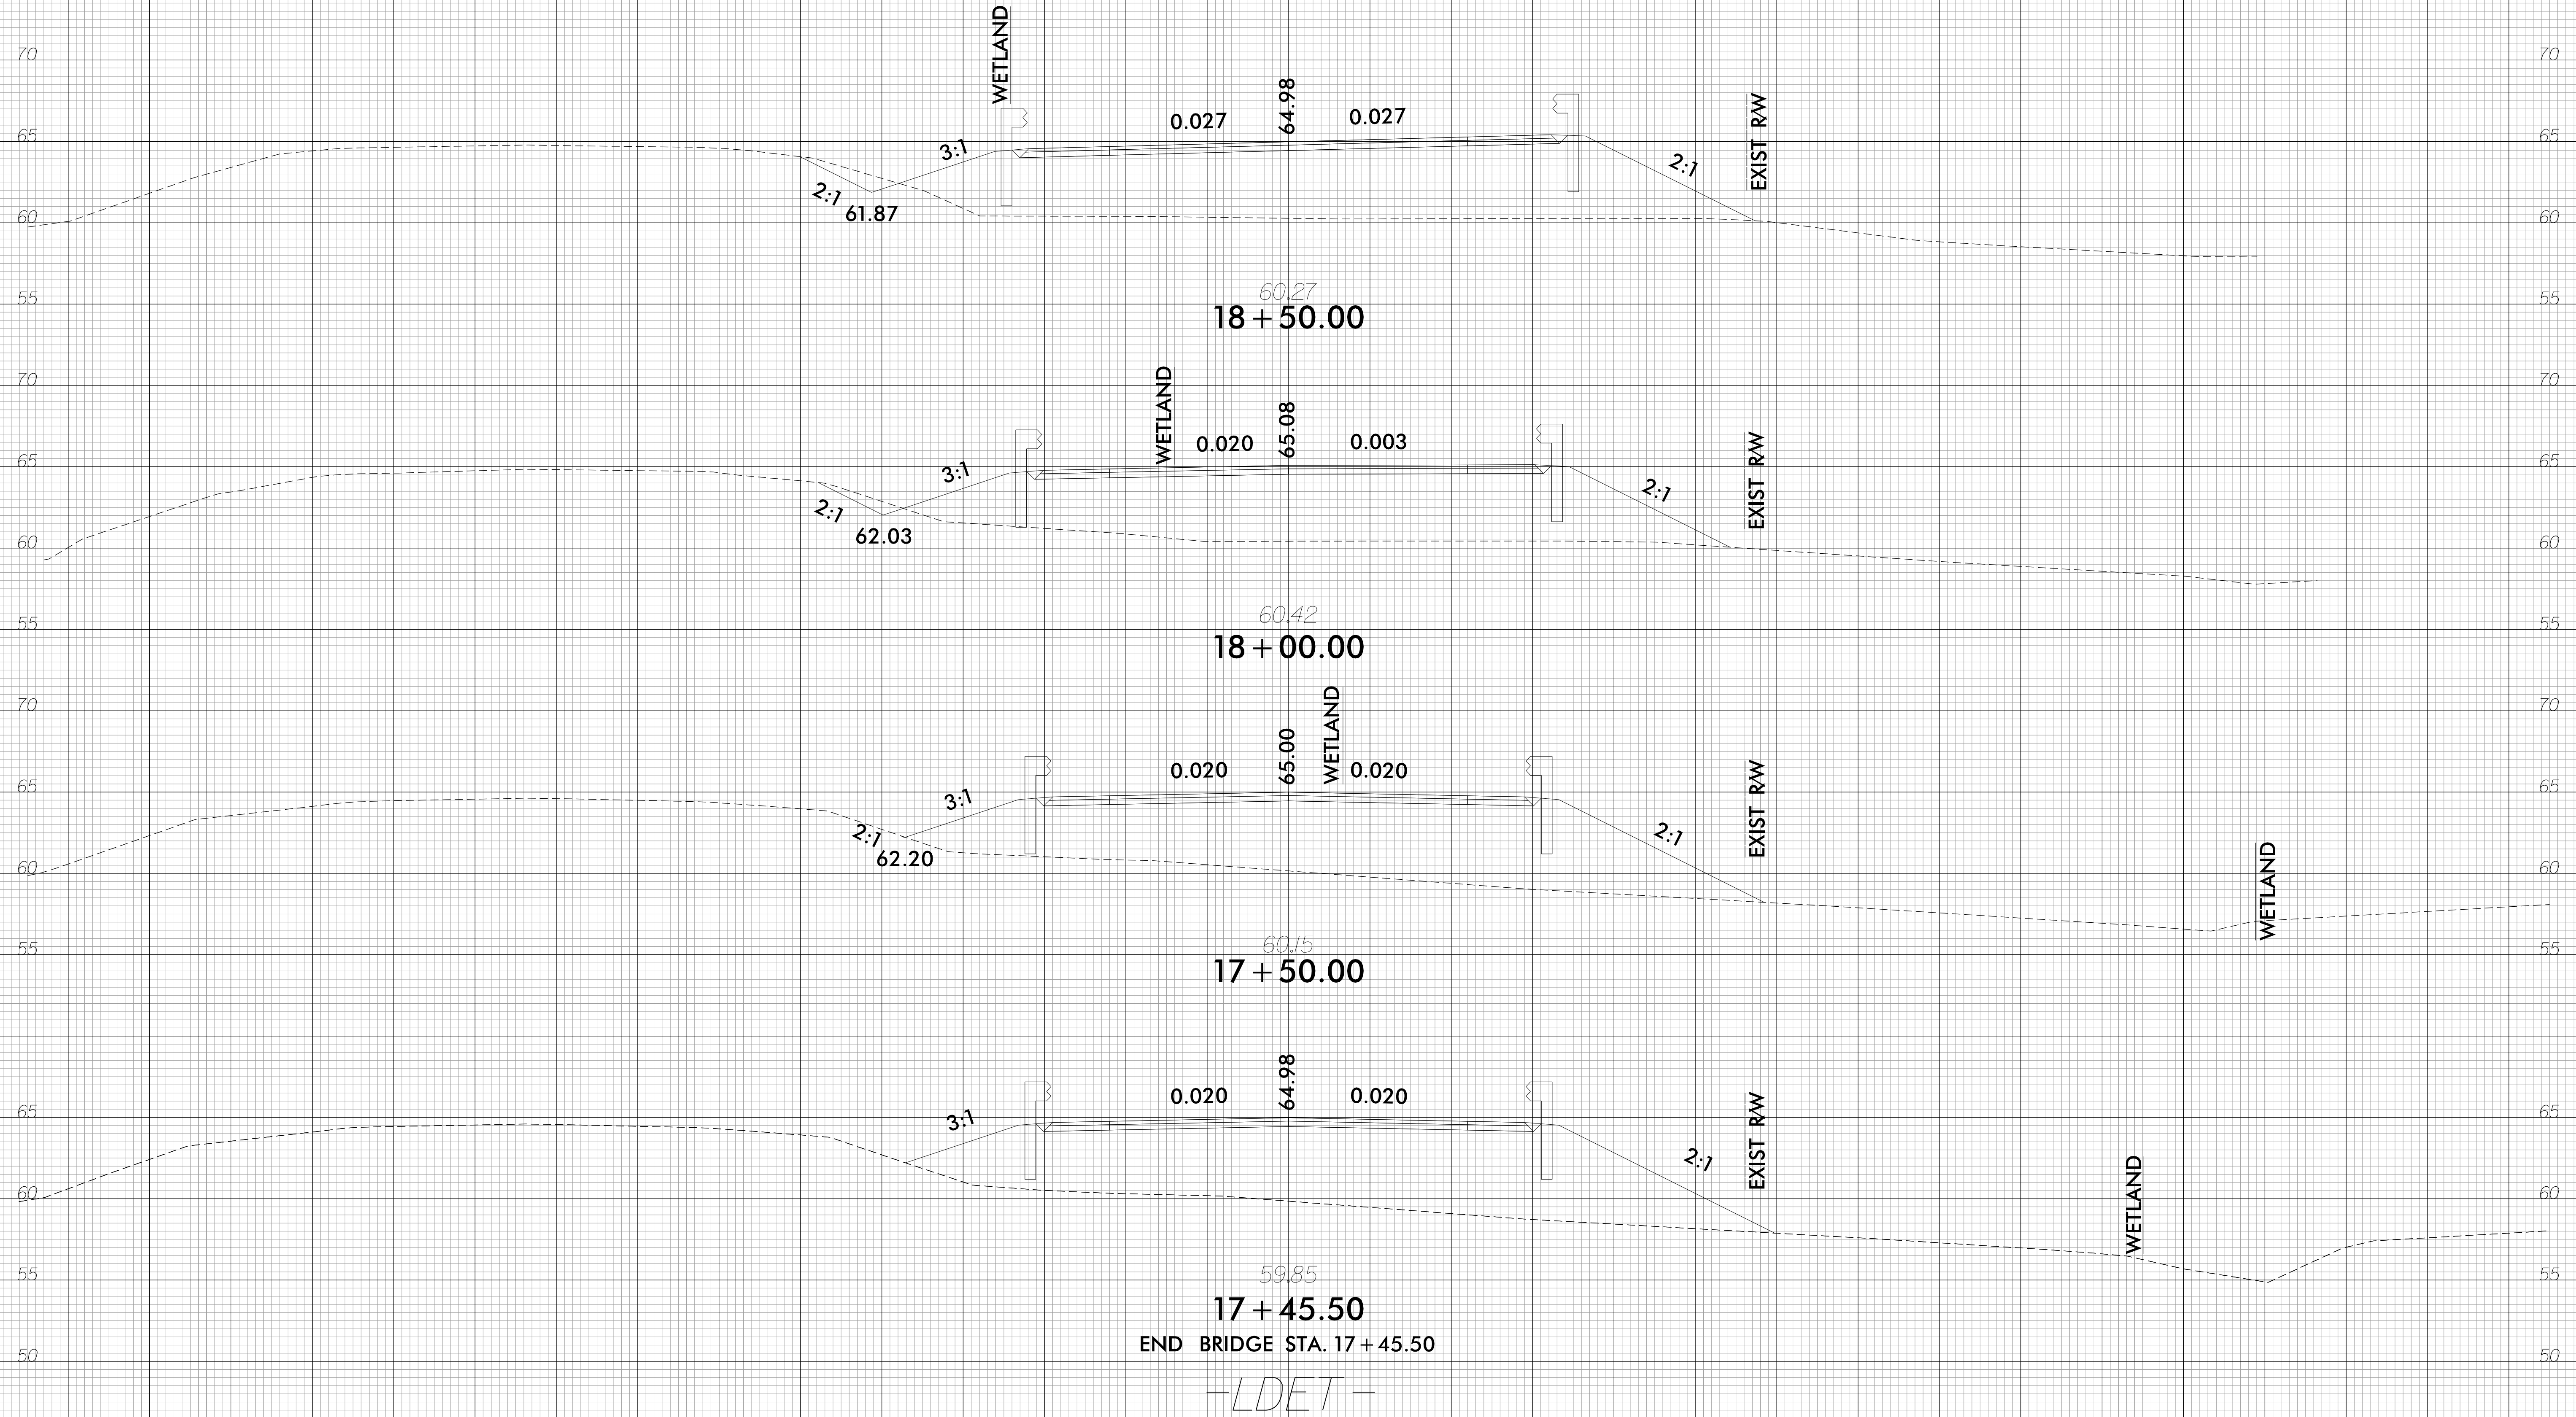 WETLAND
70 70
0.027 64.98 0.027
EXIST R/W
65 65
3:1 2:1
2:1
61.87
60 60
60.27
55 55
18+50.00
WETLAND
70 70
0.020 65.08 0.003
EXIST R/W
65 65
3:1 2:1
2:1
62.03
60 60
60.42
55 55
18+00.00
WETLAND
70 70
65.00
0.020 0.020
EXIST R/W
65 65
3:1 2:1
2:1
62.20
60 60
WETLAND
60.15
55 55
17+50.00
64.98
0.020 0.020
EXIST R/W
65 65
3:1 2:1
60 60
WETLAND
59.85
55 55
17+45.50
END BRIDGE STA. 17+45.50
50 50
-LDET-